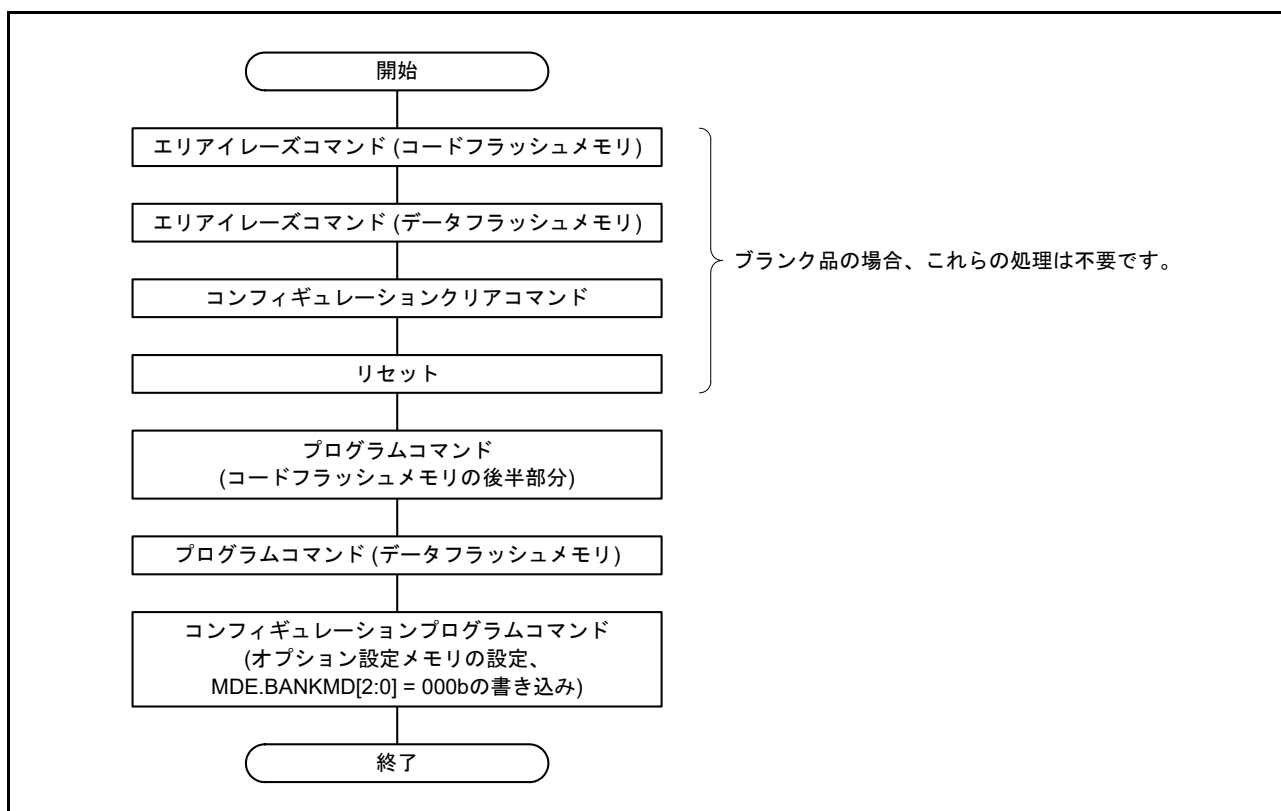 開始
エリアイレーズコマンド (コードフラッシュメモリ)
エリアイレーズコマンド (データフラッシュメモリ)
コンフィギュレーションクリアコマンド
リセット
ブランク品の場合、これらの処理は不要です。
プログラムコマンド
(コードフラッシュメモリの後半部分)
プログラムコマンド (データフラッシュメモリ)
コンフィギュレーションプログラムコマンド
(オプション設定メモリの設定、
MDE.BANKMD[2:0] = 000bの書き込み)
終了